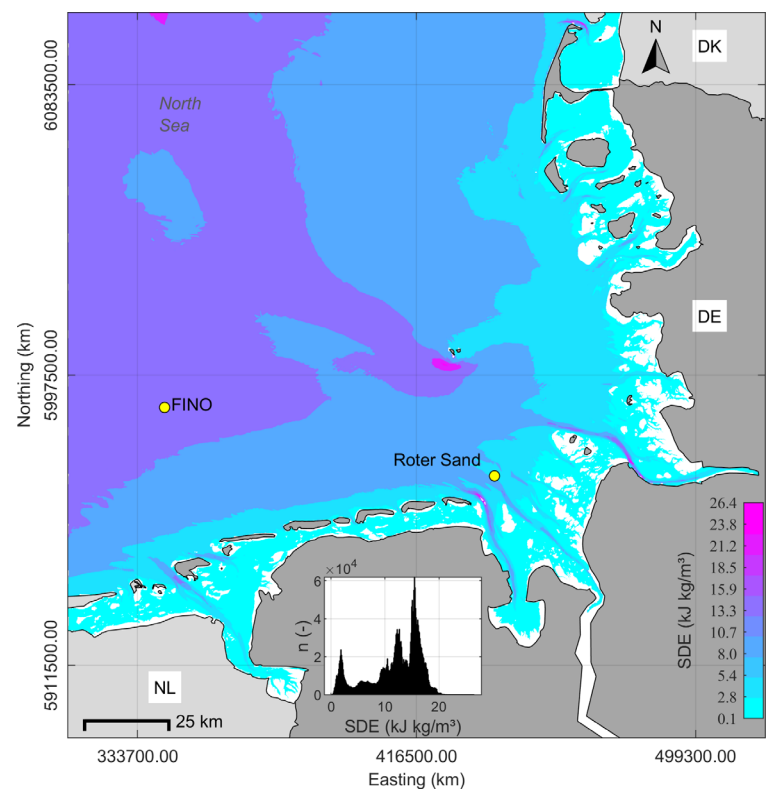 DK
N
North
Sea
6083500.00
DE
Northing (km)
5997500.00
FINO
Roter Sand
26.4
23.8
21.2
18.5
15.9
13.3
10.7
8.0
5.4
2.8
0.1
SDE (kJ kg/m³)
6 ×10⁴
4
2
0
n (-)
0 10 20
SDE (kJ kg/m³)
5911500.00
NL
25 km
333700.00 416500.00 499300.00
Easting (km)